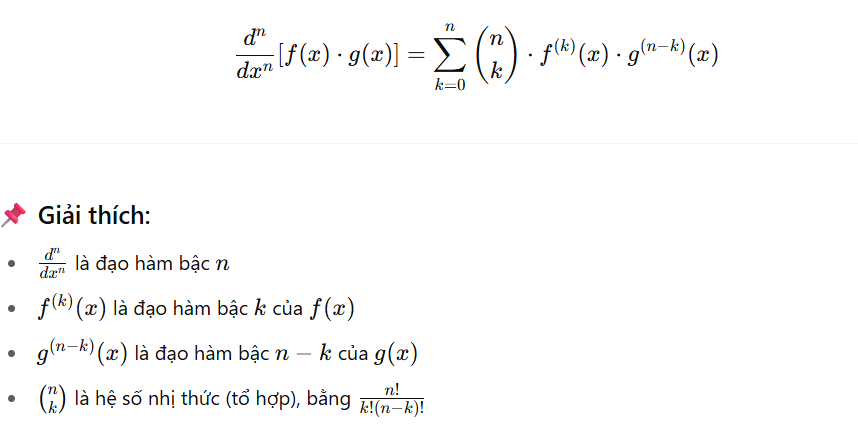 $$\frac{d^n}{dx^n}[f(x) \cdot g(x)] = \sum_{k=0}^{n} \binom{n}{k} \cdot f^{(k)}(x) \cdot g^{(n-k)}(x)$$
📌 Giải thích:
• $\frac{d^n}{dx^n}$ là đạo hàm bậc $n$
• $f^{(k)}(x)$ là đạo hàm bậc $k$ của $f(x)$
• $g^{(n-k)}(x)$ là đạo hàm bậc $n-k$ của $g(x)$
• $\binom{n}{k}$ là hệ số nhị thức (tổ hợp), bằng $\frac{n!}{k!(n-k)!}$